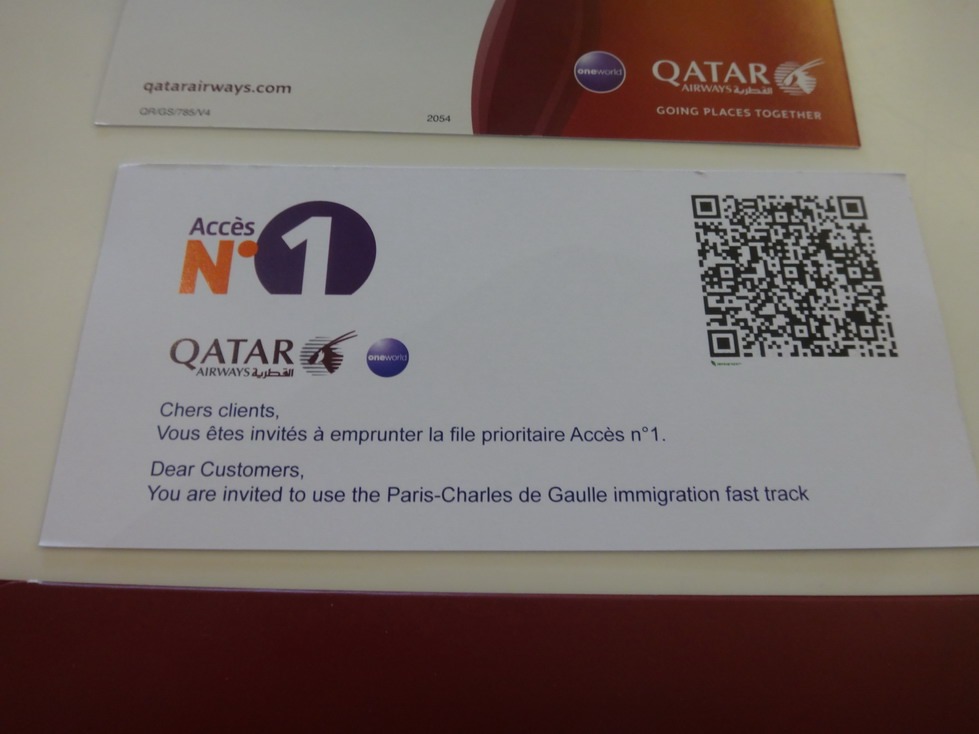 qatarairways.com
QR/GS/785/V4
2054
oneworld
QATAR
AIRWAYS القطرية
GOING PLACES TOGETHER
Accès
N°1
QATAR
AIRWAYS القطرية
oneworld
Chers clients,
Vous êtes invités à emprunter la file prioritaire Accès n°1.
Dear Customers,
You are invited to use the Paris-Charles de Gaulle immigration fast track